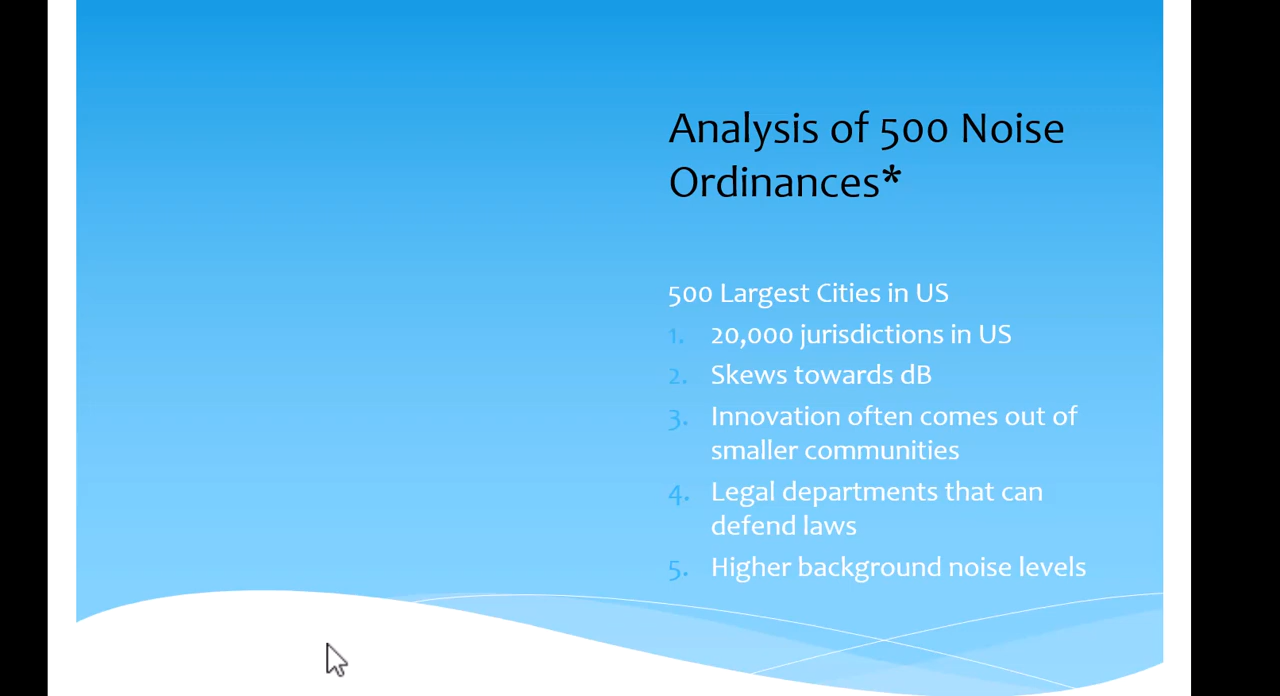 Analysis of 500 Noise
Ordinances*
500 Largest Cities in US
1. 20,000 jurisdictions in US
2. Skews towards dB
3. Innovation often comes out of
smaller communities
4. Legal departments that can
defend laws
5. Higher background noise levels